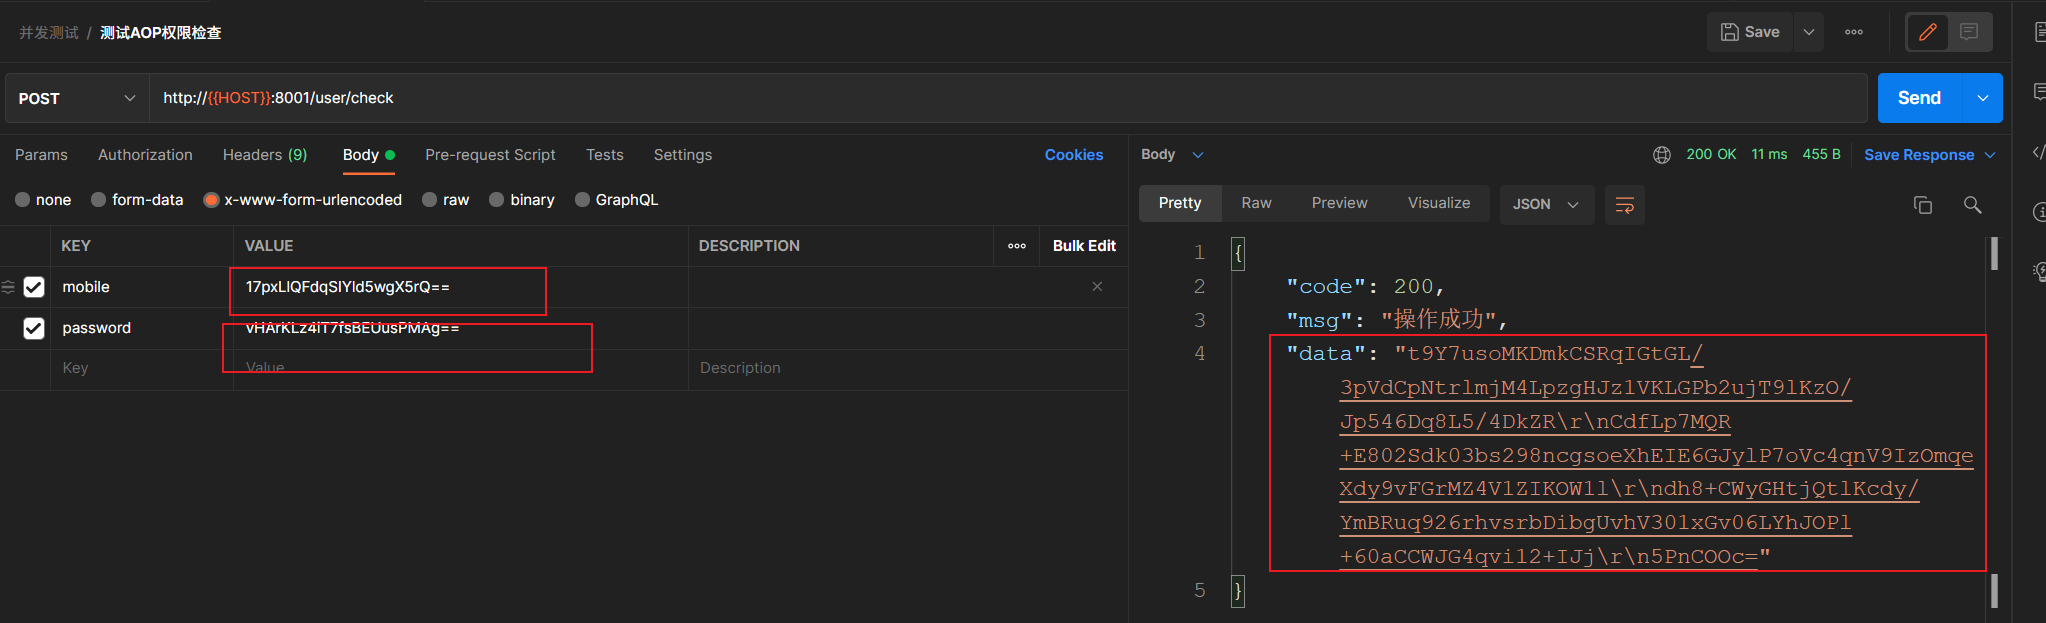 并发测试 / 测试AOP权限检查
Save
POST http://{{HOST}}:8001/user/check
Send
Params Authorization Headers (9) Body Pre-request Script Tests Settings Cookies
none form-data x-www-form-urlencoded raw binary GraphQL
KEY VALUE DESCRIPTION Bulk Edit
mobile 17pxLlQFdqSIYld5wgX5rQ==
password vHArKLz4iT7fsBEUusPMAg==
Key Value Description
Body 200 OK 11 ms 455 B Save Response
Pretty Raw Preview Visualize JSON
1 {
2 "code": 200,
3 "msg": "操作成功",
4 "data": "t9Y7usoMKDmkCSRqIGtGL/
3pVdCpNtrlmjM4LpzgHJz1VKLGPb2ujT9lKzO/
Jp546Dq8L5/4DkZR\r\nCdfLp7MQR
+E802Sdk03bs298ncgsoeXhEIE6GJylP7oVc4qnV9IzOmqe
Xdy9vFGrMZ4V1ZIKOW1l\r\ndh8+CWyGHtjQtlKcdy/
YmBRuq926rhvsrbDibgUvhV301xGv06LYhJOPl
+60aCCWJG4qvi12+IJj\r\n5PnCOOc="
5 }